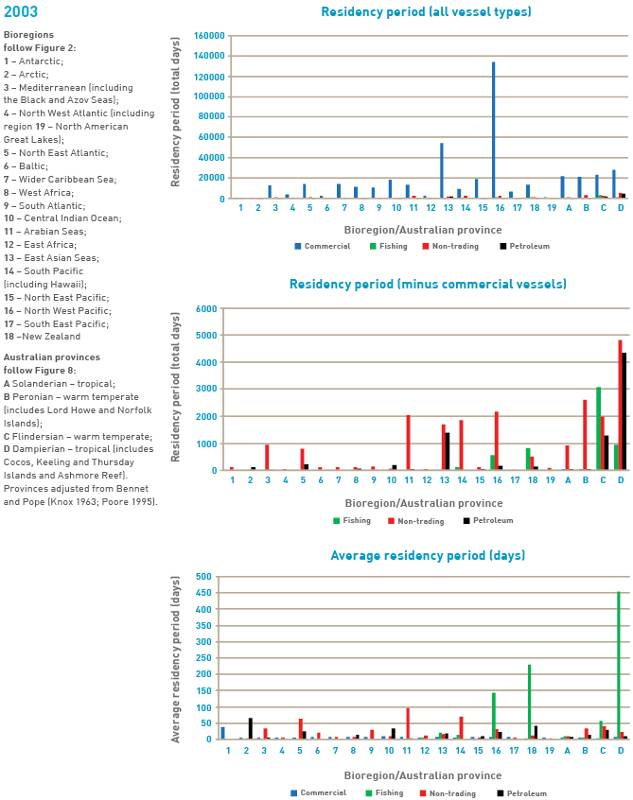 2003
Bioregions
follow Figure 2:
1 – Antarctic;
2 – Arctic;
3 – Mediterranean (including
the Black and Azov Seas);
4 – North West Atlantic (including
region 19 – North American
Great Lakes);
5 – North East Atlantic;
6 – Baltic;
7 – Wider Caribbean Sea;
8 – West Africa;
9 – South Atlantic;
10 – Central Indian Ocean;
11 – Arabian Seas;
12 – East Africa;
13 – East Asian Seas;
14 – South Pacific
(including Hawaii);
15 – North East Pacific;
16 – North West Pacific;
17 – South East Pacific;
18 –New Zealand
Australian provinces
follow Figure 8:
A Solanderian – tropical;
B Peronian – warm temperate
(includes Lord Howe and Norfolk
Islands);
C Flindersian – warm temperate;
D Dampierian – tropical (includes
Cocos, Keeling and Thursday
Islands and Ashmore Reef).
Provinces adjusted from Bennet
and Pope (Knox 1963; Poore 1995).
Residency period (all vessel types)
Residency period (total days)
160000
140000
120000
100000
80000
60000
40000
20000
0
1 2 3 4 5 6 7 8 9 10 11 12 13 14 15 16 17 18 19 A B C D
Bioregion/Australian province
Commercial Fishing Non-trading Petroleum
Residency period (minus commercial vessels)
Residency period (total days)
6000
5000
4000
3000
2000
1000
0
1 2 3 4 5 6 7 8 9 10 11 12 13 14 15 16 17 18 19 A B C D
Bioregion/Australian province
Fishing Non-trading Petroleum
Average residency period (days)
Average residency period (days)
500
450
400
350
300
250
200
150
100
50
0
1 2 3 4 5 6 7 8 9 10 11 12 13 14 15 16 17 18 19 A B C D
Bioregion/Australian province
Commercial Fishing Non-trading Petroleum